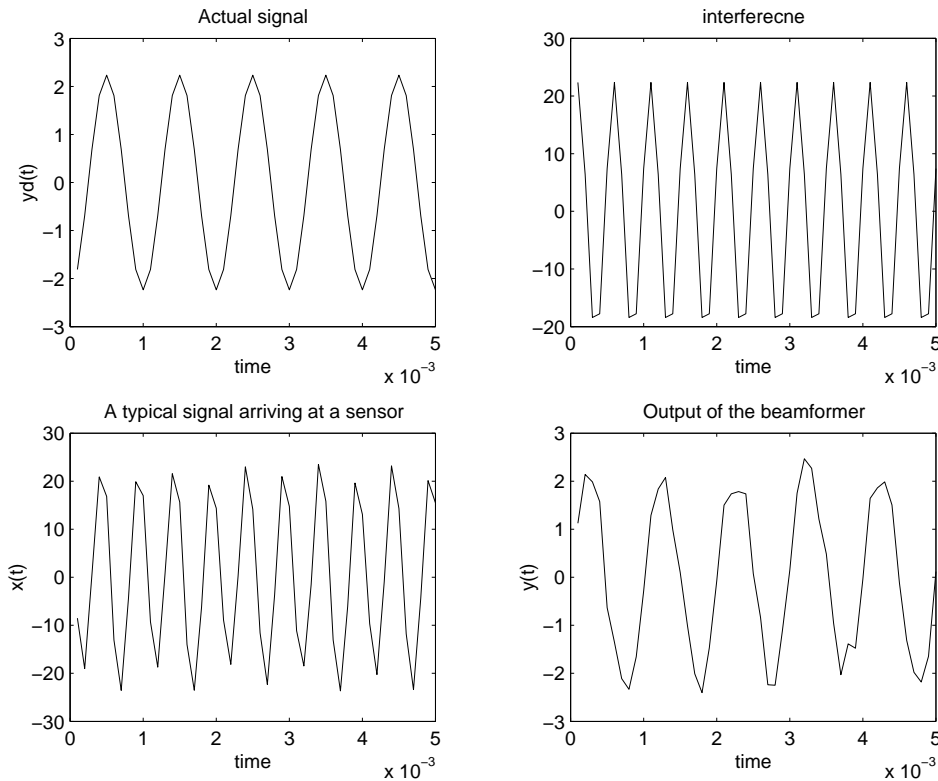 Actual signal
3
2
1
0
−1
−2
−3
yd(t)
0 1 2 3 4 5
time
x 10−3
interferecne
30
20
10
0
−10
−20
0 1 2 3 4 5
time
x 10−3
A typical signal arriving at a sensor
30
20
10
0
−10
−20
−30
x(t)
0 1 2 3 4 5
time
x 10−3
Output of the beamformer
3
2
1
0
−1
−2
−3
y(t)
0 1 2 3 4 5
time
x 10−3